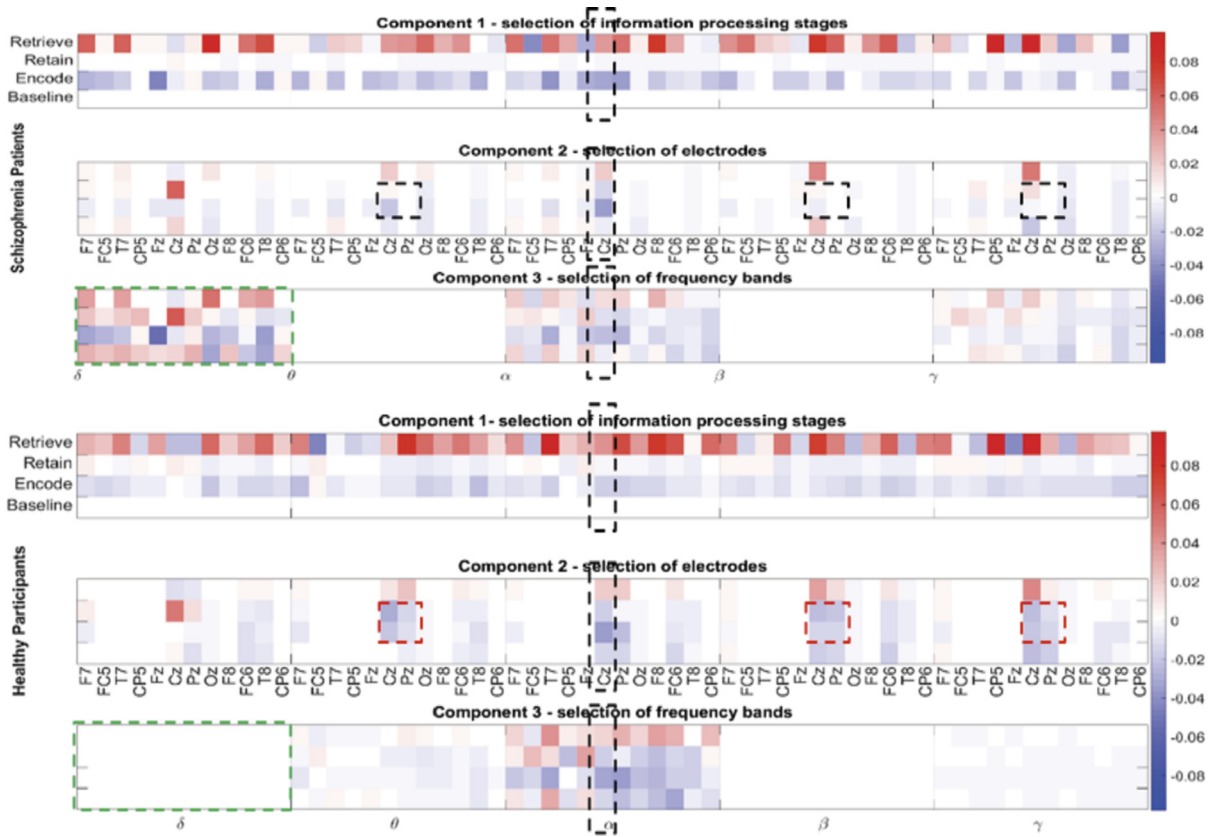 Component 1 - selection of information processing stages
Retrieve
Retain
Encode
Baseline
0.08
0.06
0.04
0.02
0
-0.02
-0.04
-0.06
-0.08
Schizophrenia Patients
Component 2 - selection of electrodes
F7 FC5 T7 CP5 Fz Cz Pz Oz F8 FC6 T8 CP6 F7 FC5 T7 CP5 Fz Cz Pz Oz F8 FC6 T8 CP6 F7 FC5 T7 CP5 Fz Cz Pz Oz F8 FC6 T8 CP6 F7 FC5 T7 CP5 Fz Cz Pz Oz F8 FC6 T8 CP6 F7 FC5 T7 CP5 Fz Cz Pz Oz F8 FC6 T8 CP6
Component 3 - selection of frequency bands
δ θ α β γ
Component 1- selection of information processing stages
Retrieve
Retain
Encode
Baseline
0.08
0.06
0.04
0.02
0
-0.02
-0.04
-0.06
-0.08
Healthy Participants
Component 2 - selection of electrodes
F7 FC5 T7 CP5 Fz Cz Pz Oz F8 FC6 T8 CP6 F7 FC5 T7 CP5 Fz Cz Pz Oz F8 FC6 T8 CP6 F7 FC5 T7 CP5 Fz Cz Pz Oz F8 FC6 T8 CP6 F7 FC5 T7 CP5 Fz Cz Pz Oz F8 FC6 T8 CP6 F7 FC5 T7 CP5 Fz Cz Pz Oz F8 FC6 T8 CP6
Component 3 - selection of frequency bands
δ θ α β γ